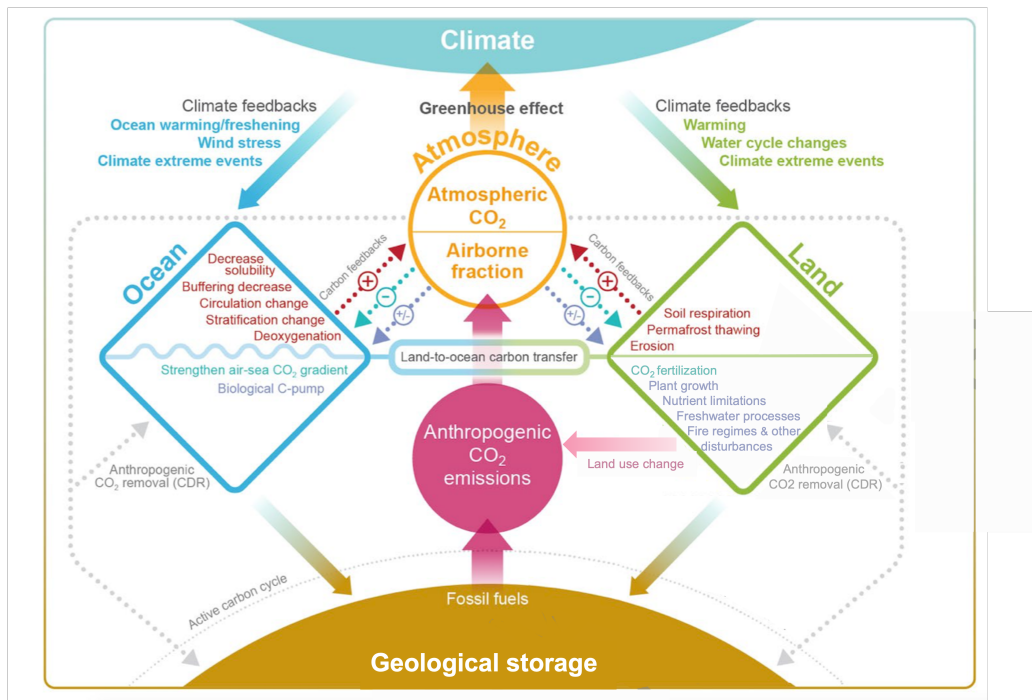 Climate
Greenhouse effect
Climate feedbacks
Ocean warming/freshening
Wind stress
Climate extreme events
Climate feedbacks
Warming
Water cycle changes
Climate extreme events
Atmosphere
Atmospheric
CO₂
Airborne
fraction
Ocean
Decrease
solubility
Buffering decrease
Circulation change
Stratification change
Deoxygenation
Strengthen air-sea CO₂ gradient
Biological C-pump
Carbon feedbacks
+
−
+/-
Carbon feedbacks
+
−
+/-
Land
Soil respiration
Permafrost thawing
Erosion
CO₂ fertilization
Plant growth
Nutrient limitations
Freshwater processes
Fire regimes & other
disturbances
Land-to-ocean carbon transfer
Anthropogenic
CO₂
emissions
Land use change
Anthropogenic
CO₂ removal (CDR)
Anthropogenic
CO2 removal (CDR)
Active carbon cycle
Fossil fuels
Geological storage